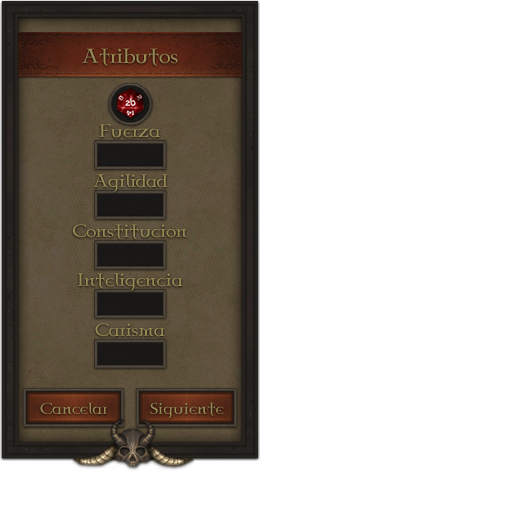 Atributos
20
Fuerza
Agilidad
Constitucion
Inteligencia
Carisma
Cancelar
Siguiente